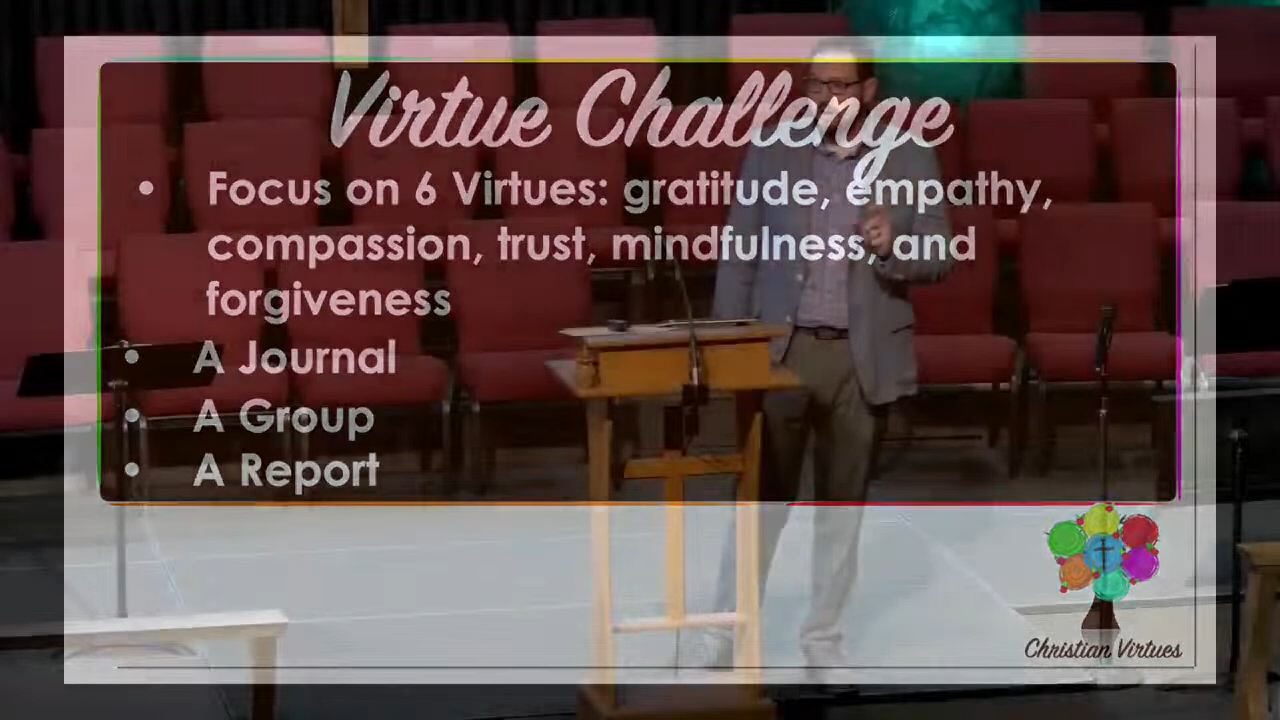 Virtue Challenge
• Focus on 6 Virtues: gratitude, empathy,
compassion, trust, mindfulness, and
forgiveness
• A Journal
• A Group
• A Report
Christian Virtues